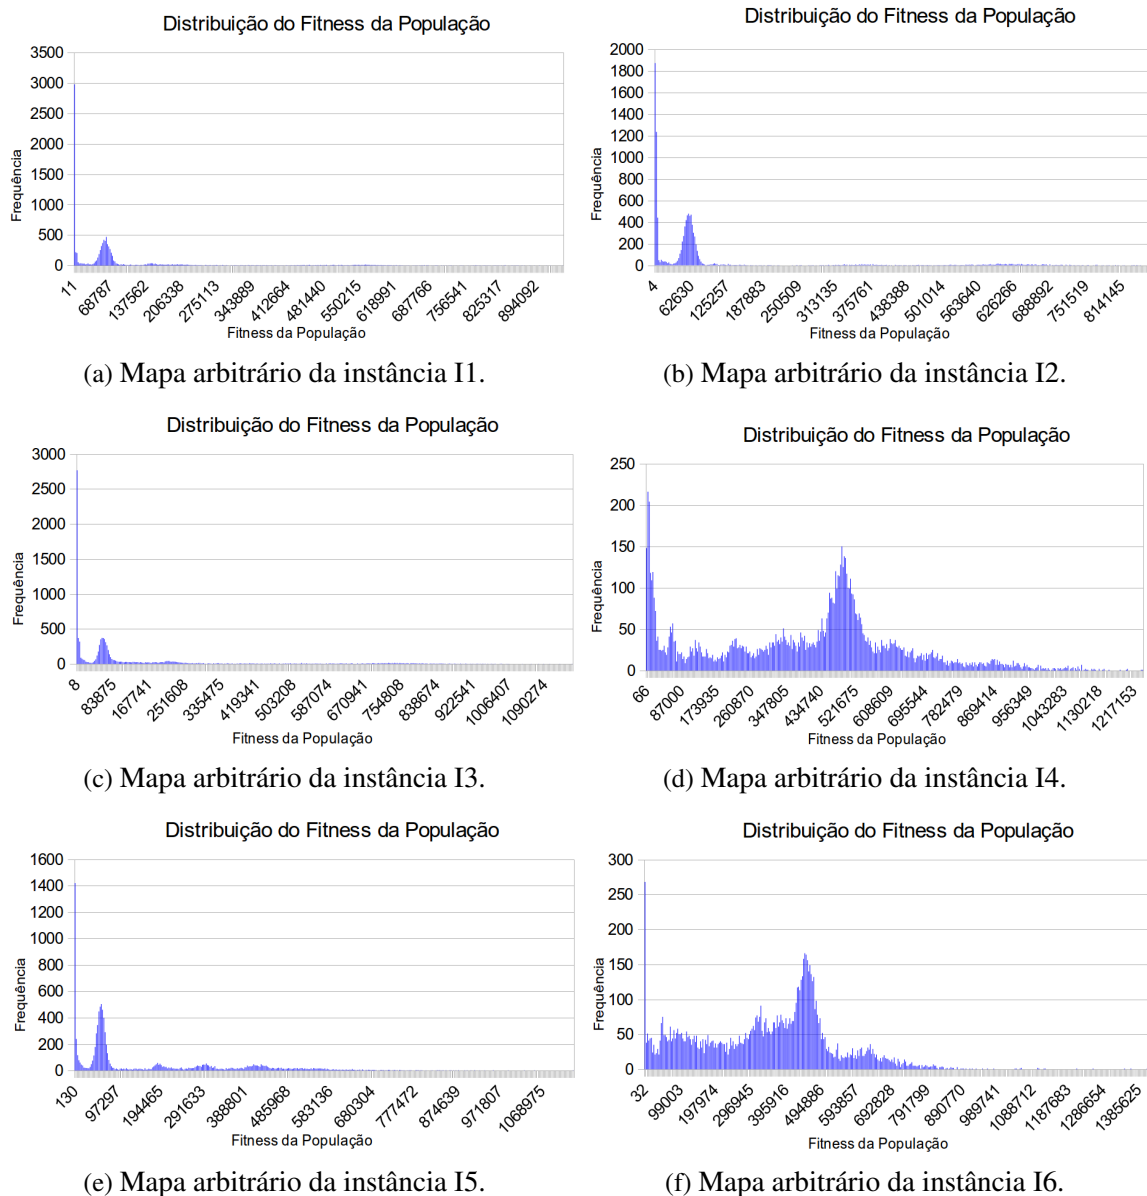 Distribuição do Fitness da População
3500
3000
2500
2000
1500
1000
500
0
Frequência
11 68787 137562 206338 275113 343889 412664 481440 550215 618991 687766 756541 825317 894092
Fitness da População
(a) Mapa arbitrário da instância I1.
Distribuição do Fitness da População
2000
1800
1600
1400
1200
1000
800
600
400
200
0
Frequência
4 62630 125257 187883 250509 313135 375761 438388 501014 563640 626266 688892 751519 814145
Fitness da População
(b) Mapa arbitrário da instância I2.
Distribuição do Fitness da População
3000
2500
2000
1500
1000
500
0
Frequência
8 83875 167741 251608 335475 419341 503208 587074 670941 754808 838674 922541 1006407 1090274
Fitness da População
(c) Mapa arbitrário da instância I3.
Distribuição do Fitness da População
250
200
150
100
50
0
Frequência
66 87000 173935 260870 347805 434740 521675 608609 695544 782479 869414 956349 1043283 1130218 1217153
Fitness da População
(d) Mapa arbitrário da instância I4.
Distribuição do Fitness da População
1600
1400
1200
1000
800
600
400
200
0
Frequência
130 97297 194465 291633 388801 485968 583136 680304 777472 874639 971807 1068975
Fitness da População
(e) Mapa arbitrário da instância I5.
Distribuição do Fitness da População
300
250
200
150
100
50
0
Frequência
32 99003 197974 296945 395916 494886 593857 692828 791799 890770 989741 1088712 1187683 1286654 1385625
Fitness da População
(f) Mapa arbitrário da instância I6.